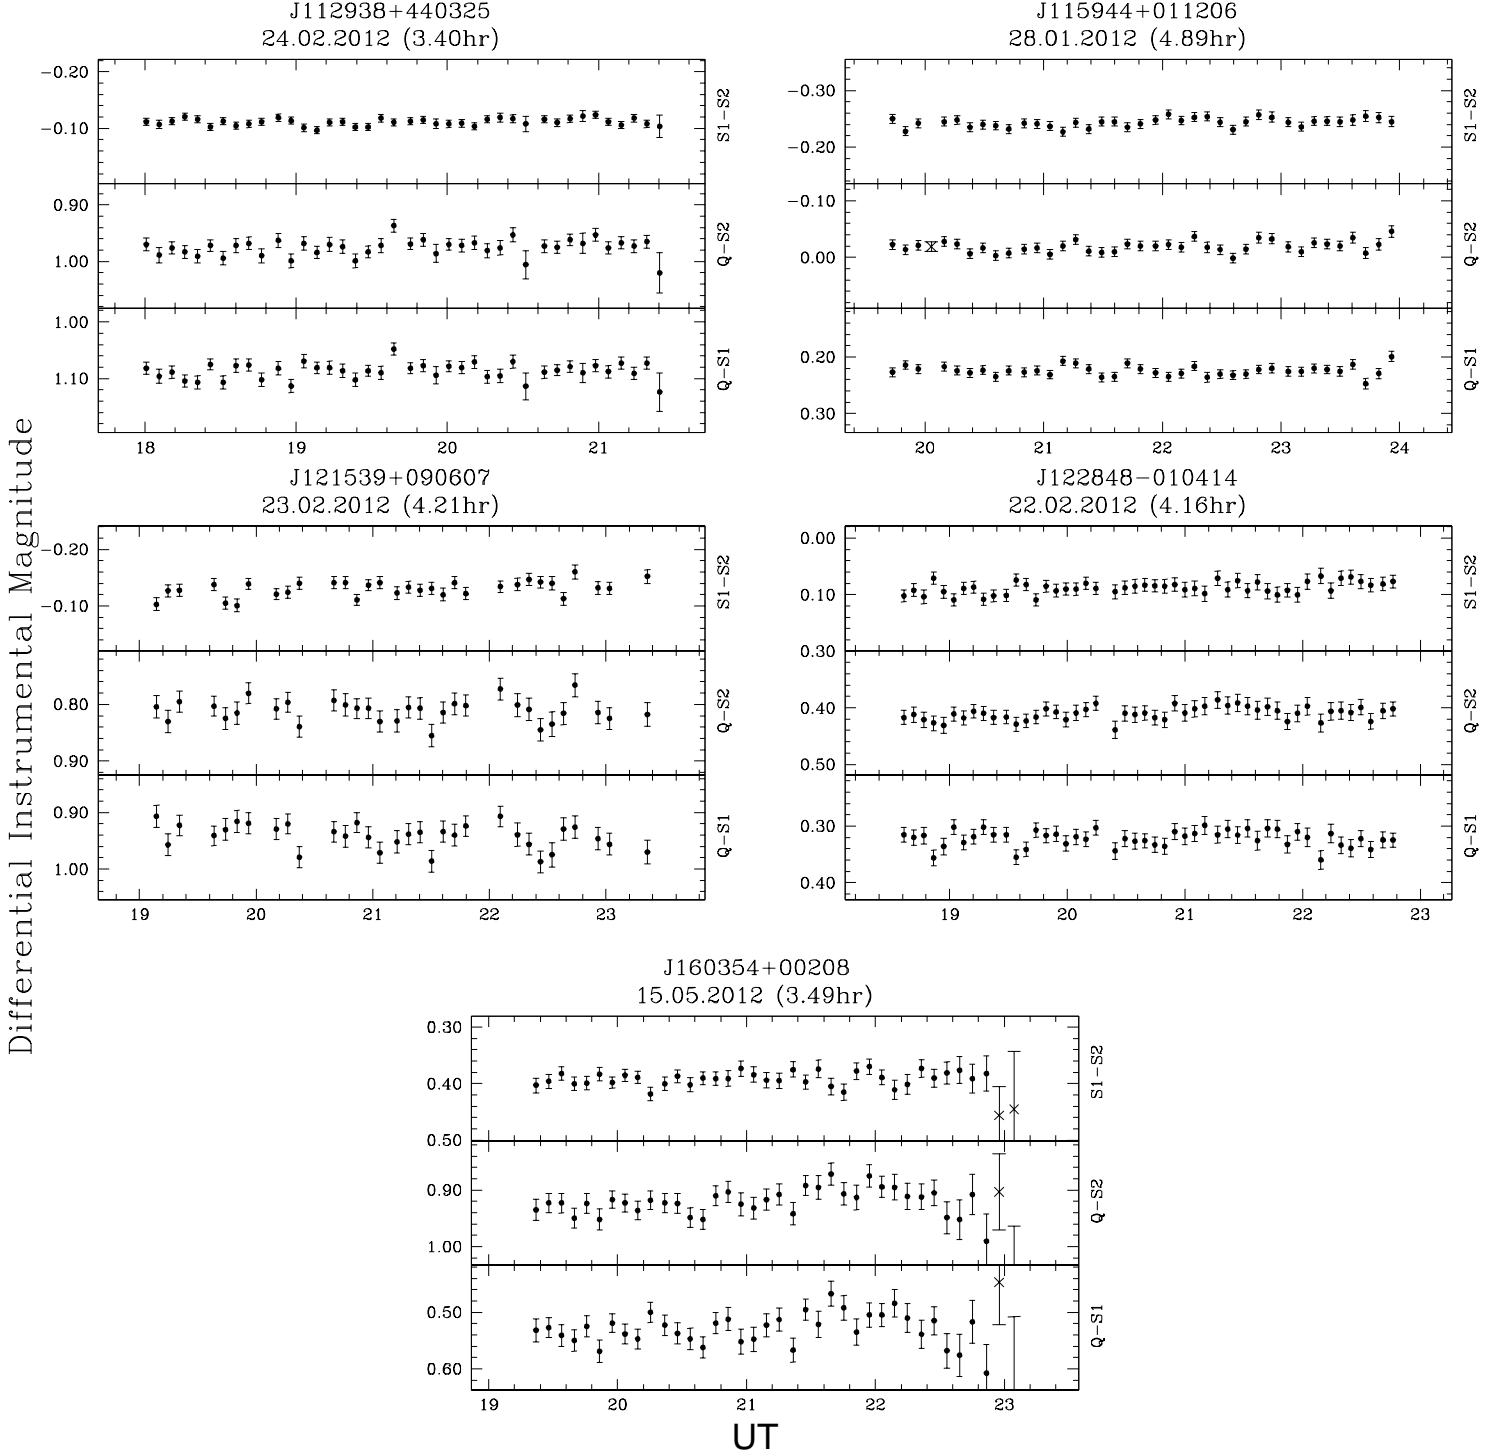 J112938+440325
24.02.2012 (3.40hr)
−0.20
−0.10
S1−S2
0.90
1.00
Q−S2
1.00
1.10
Q−S1
18 19 20 21
J115944+011206
28.01.2012 (4.89hr)
−0.30
−0.20
S1−S2
−0.10
0.00
Q−S2
0.20
0.30
Q−S1
20 21 22 23 24
Differential Instrumental Magnitude
J121539+090607
23.02.2012 (4.21hr)
−0.20
−0.10
S1−S2
0.80
0.90
Q−S2
0.90
1.00
Q−S1
19 20 21 22 23
J122848−010414
22.02.2012 (4.16hr)
0.00
0.10
S1−S2
0.30
0.40
0.50
Q−S2
0.30
0.40
Q−S1
19 20 21 22 23
J160354+00208
15.05.2012 (3.49hr)
0.30
0.40
0.50
S1−S2
0.90
1.00
Q−S2
0.50
0.60
Q−S1
19 20 21 22 23
UT